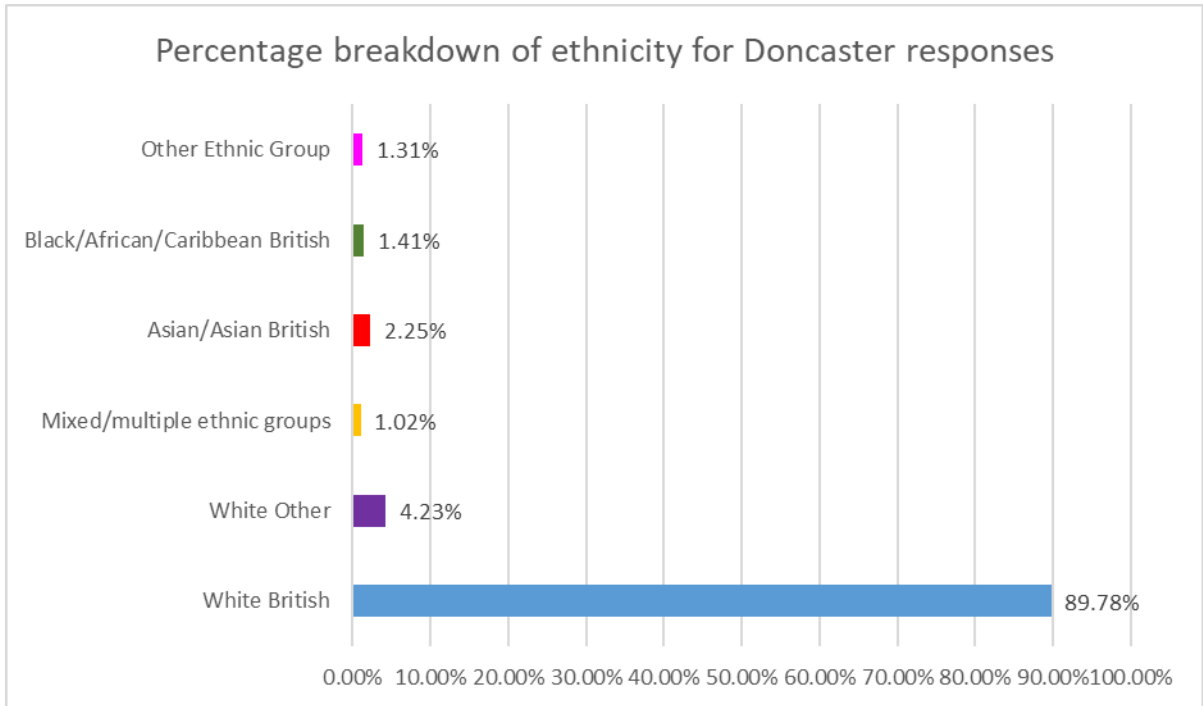 Percentage breakdown of ethnicity for Doncaster responses
Other Ethnic Group 1.31%
Black/African/Caribbean British 1.41%
Asian/Asian British 2.25%
Mixed/multiple ethnic groups 1.02%
White Other 4.23%
White British 89.78%
0.00% 10.00% 20.00% 30.00% 40.00% 50.00% 60.00% 70.00% 80.00% 90.00% 100.00%